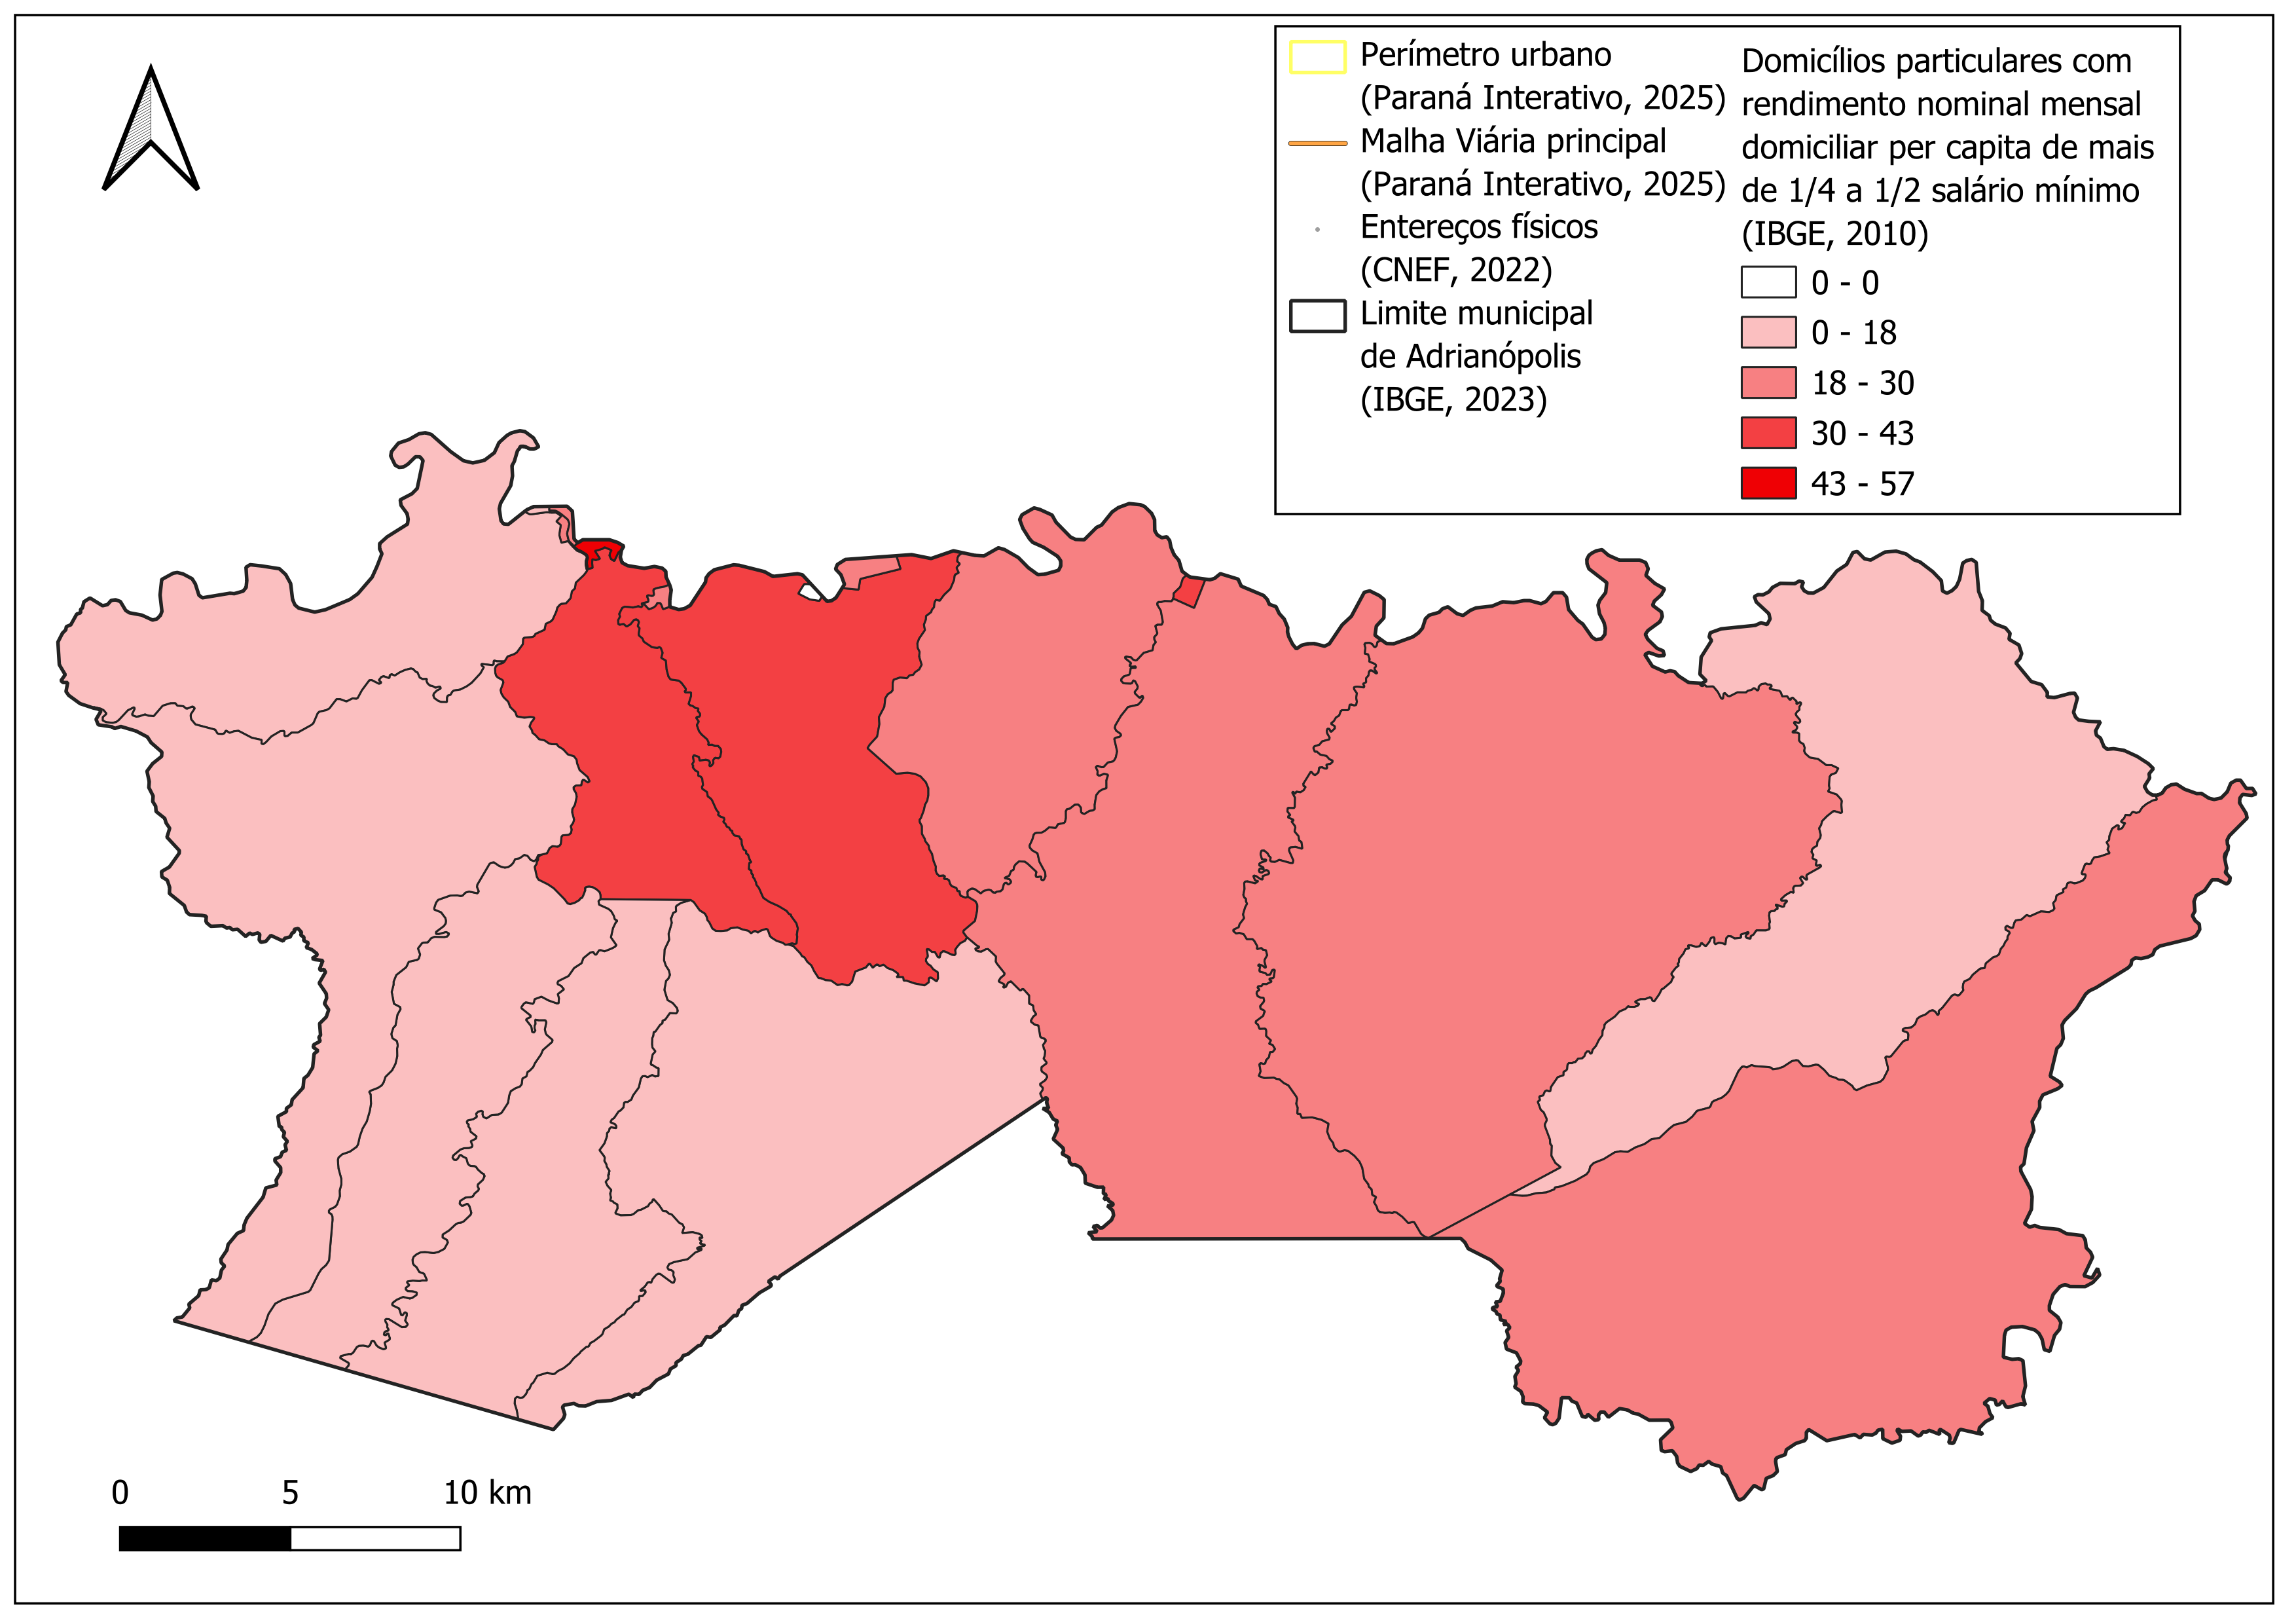 Perímetro urbano
(Paraná Interativo, 2025)
Malha Viária principal
(Paraná Interativo, 2025)
Entereços físicos
(CNEF, 2022)
Limite municipal
de Adrianópolis
(IBGE, 2023)
Domicílios particulares com
rendimento nominal mensal
domiciliar per capita de mais
de 1/4 a 1/2 salário mínimo
(IBGE, 2010)
0 - 0
0 - 18
18 - 30
30 - 43
43 - 57
0 5 10 km